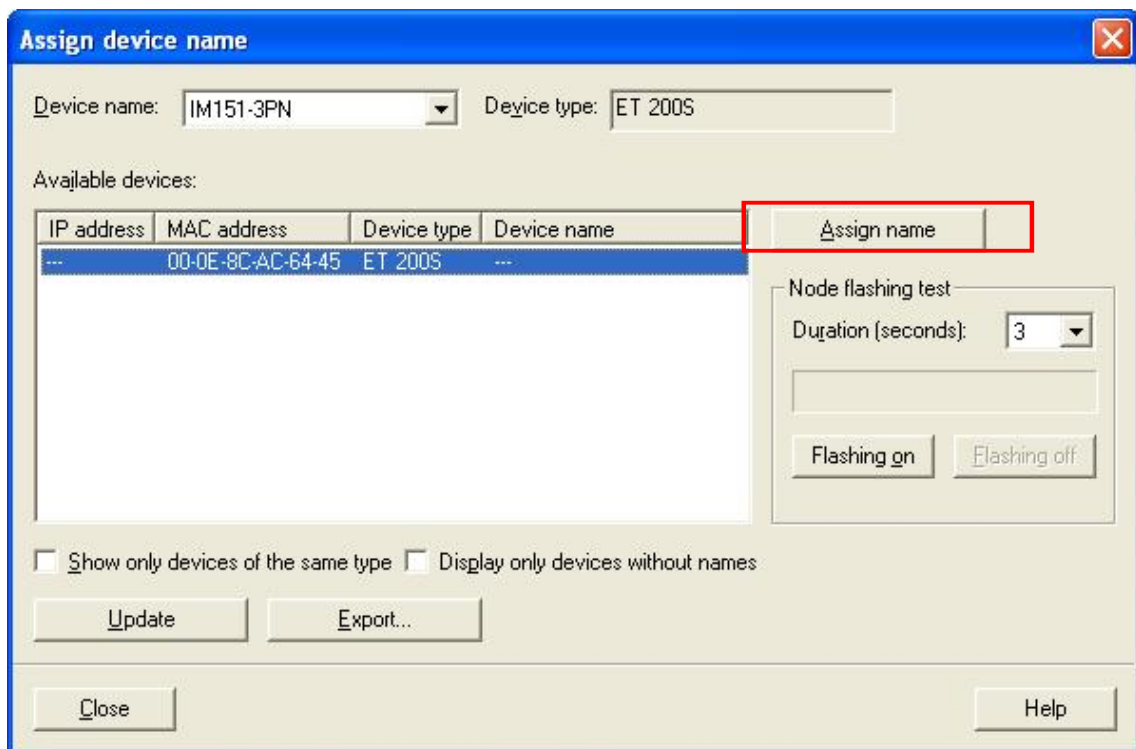 Assign device name
Device name: IM151-3PN Device type: ET 200S
Available devices:
IP address MAC address Device type Device name
--- 00-0E-8C-AC-64-45 ET 200S ---
Assign name
Node flashing test
Duration (seconds): 3
Flashing on Flashing off
Show only devices of the same type Display only devices without names
Update Export...
Close Help